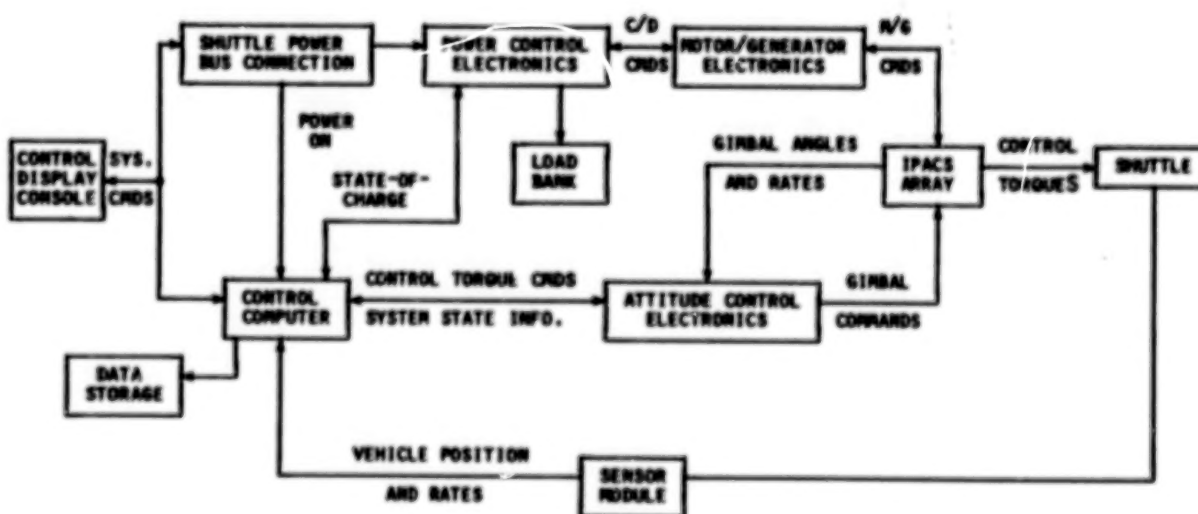 SHUTTLE POWER
BUS CONNECTION
POWER CONTROL
ELECTRONICS
C/D
CMDS
MOTOR/GENERATOR
ELECTRONICS
M/G
CMDS
POWER
ON
CONTROL
DISPLAY
CONSOLE
SYS.
CMDS
STATE-OF-
CHARGE
LOAD
BANK
GIMBAL ANGLES
AND RATES
IPACS
ARRAY
CONTROL
TORQUES
SHUTTLE
CONTROL
COMPUTER
CONTROL TORQUE CMDS
SYSTEM STATE INFO.
ATTITUDE CONTROL
ELECTRONICS
GIMBAL
COMMANDS
DATA
STORAGE
VEHICLE POSITION
AND RATES
SENSOR
MODULE